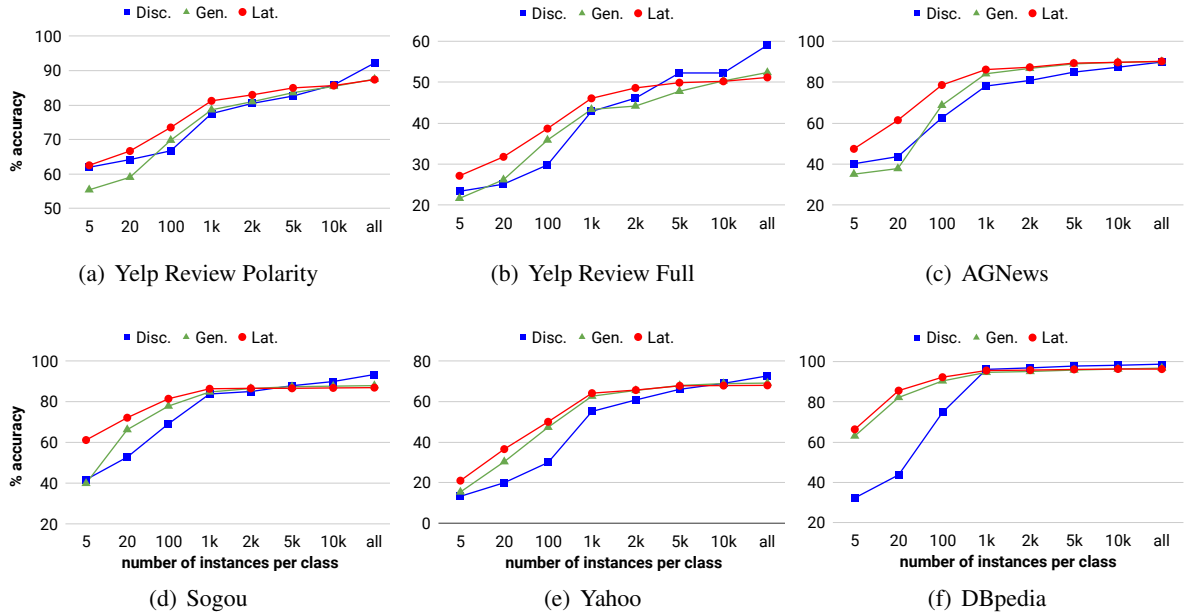 Disc. Gen. Lat.
100
90
80
70
60
50
% accuracy
5 20 100 1k 2k 5k 10k all
(a) Yelp Review Polarity
Disc. Gen. Lat.
60
50
40
30
20
5 20 100 1k 2k 5k 10k all
(b) Yelp Review Full
Disc. Gen. Lat.
100
80
60
40
20
5 20 100 1k 2k 5k 10k all
(c) AGNews
Disc. Gen. Lat.
100
80
60
40
20
% accuracy
5 20 100 1k 2k 5k 10k all
number of instances per class
(d) Sogou
Disc. Gen. Lat.
80
60
40
20
0
5 20 100 1k 2k 5k 10k all
number of instances per class
(e) Yahoo
Disc. Gen. Lat.
100
80
60
40
20
5 20 100 1k 2k 5k 10k all
number of instances per class
(f) DBpedia